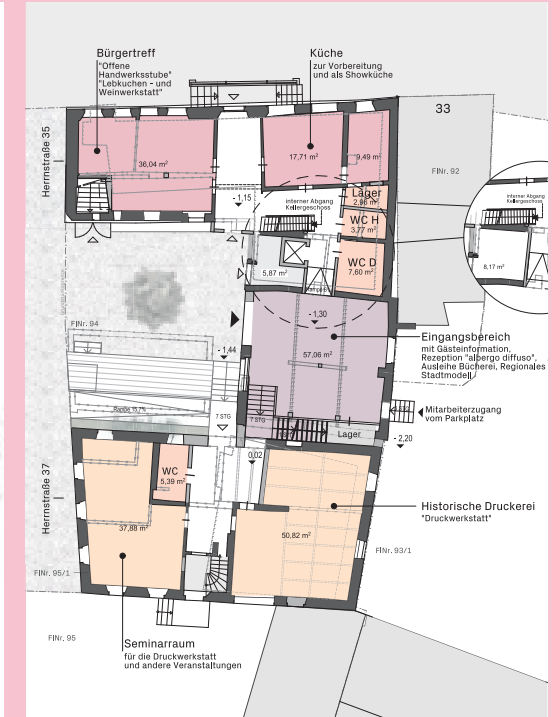 Bürgertreff
"Offene
Handwerksstube"
"Lebkuchen - und
Weinwerkstatt"
Küche
zur Vorbereitung
und als Showküche
33
Herrnstraße 35
36,04 m²
17,71 m²
9,49 m²
FlNr. 92
- 1,15
interner Abgang
Kellergeschoss
Lager
2,96 m²
WC H
3,77 m²
WC D
7,60 m²
5,87 m²
interner Abgang
Kellergeschoss
8,17 m²
FlNr. 94
- 1,30
57,06 m²
- 1,44
Eingangsbereich
mit Gästeinformation,
Rezeption "albergo diffuso",
Ausleihe Bücherei, Regionales
Stadtmodell
Rampe 15,7%
7 STG
7 STG
Lager
Mitarbeiterzugang
vom Parkplatz
- 2,20
0,02
WC
5,39 m²
Herrnstraße 37
37,88 m²
50,82 m²
Historische Druckerei
"Druckwerkstatt"
FlNr. 93/1
FlNr. 95/1
FlNr. 95
Seminarraum
für die Druckwerkstatt
und andere Veranstaltungen